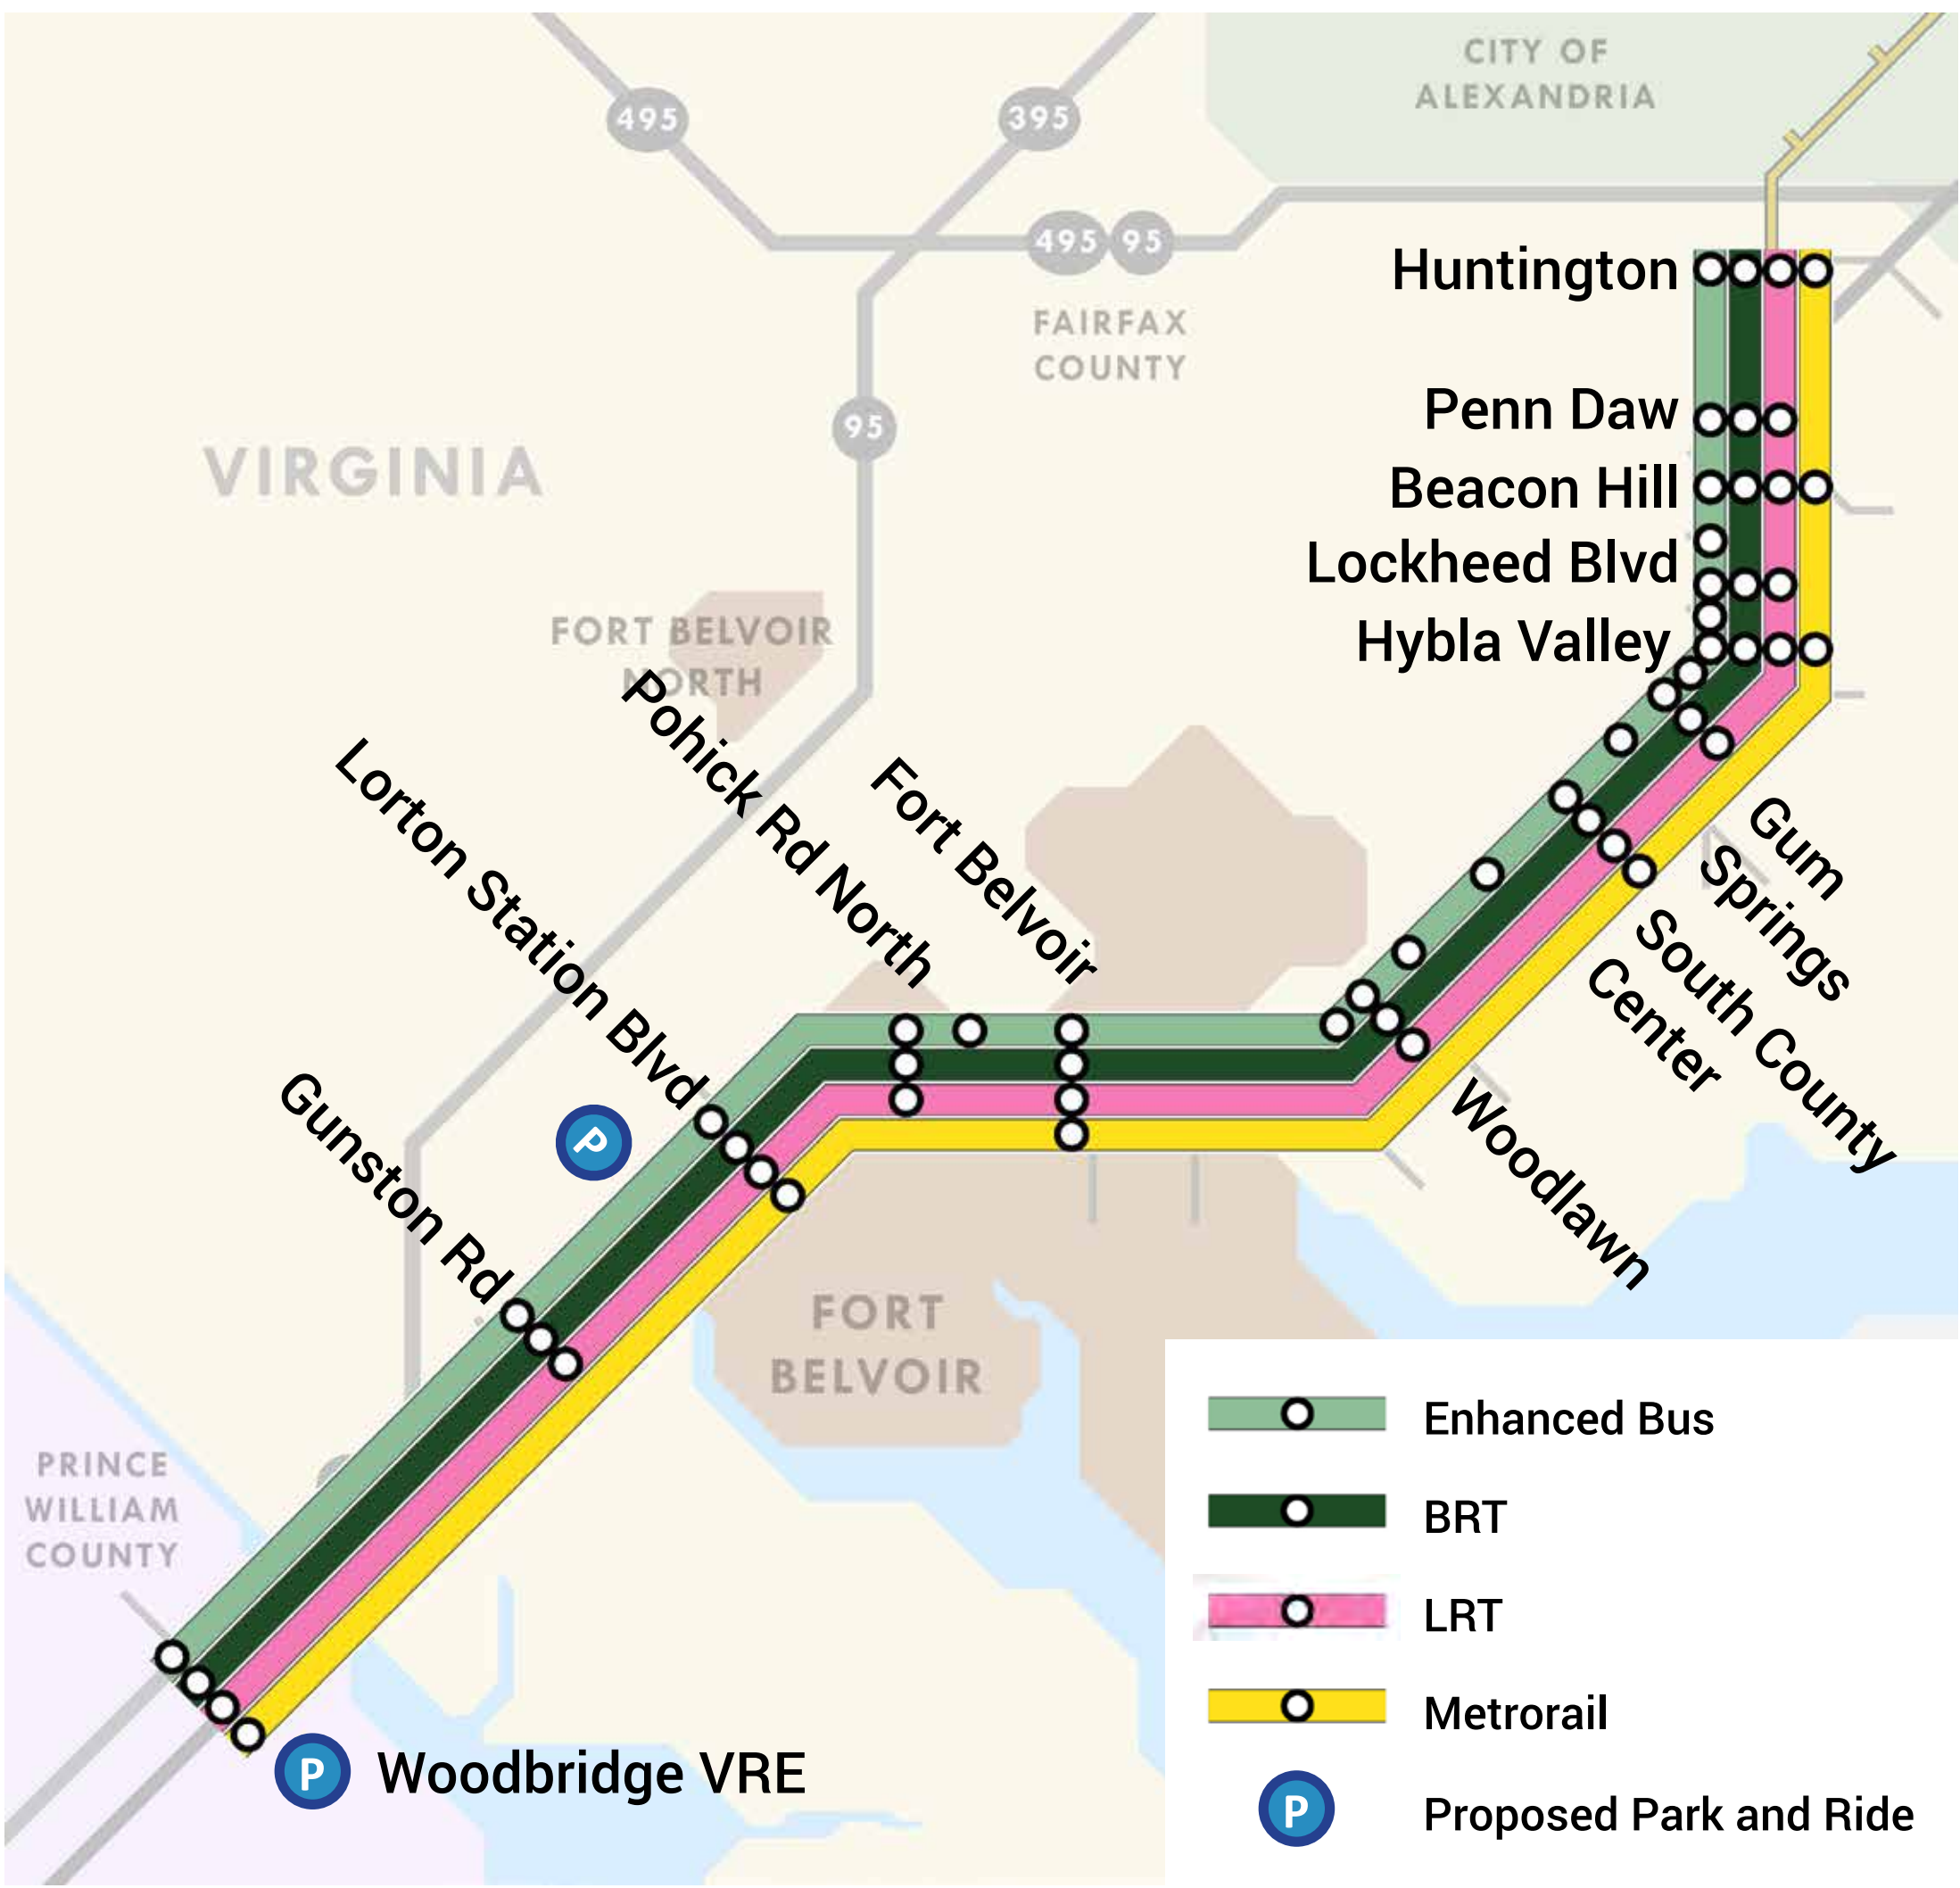 CITY OF
ALEXANDRIA
495
395
495
95
Huntington
FAIRFAX
COUNTY
Penn Daw
95
VIRGINIA
Beacon Hill
Lockheed Blvd
FORT BELVOIR
NORTH
Hybla Valley
Pohick Rd North
Lorton Station Blvd
Fort Belvoir
Gum
Springs
South County
Center
Gunston Rd
P
Woodlawn
FORT
BELVOIR
PRINCE
WILLIAM
COUNTY
P
Woodbridge VRE
Enhanced Bus
BRT
LRT
Metrorail
P
Proposed Park and Ride